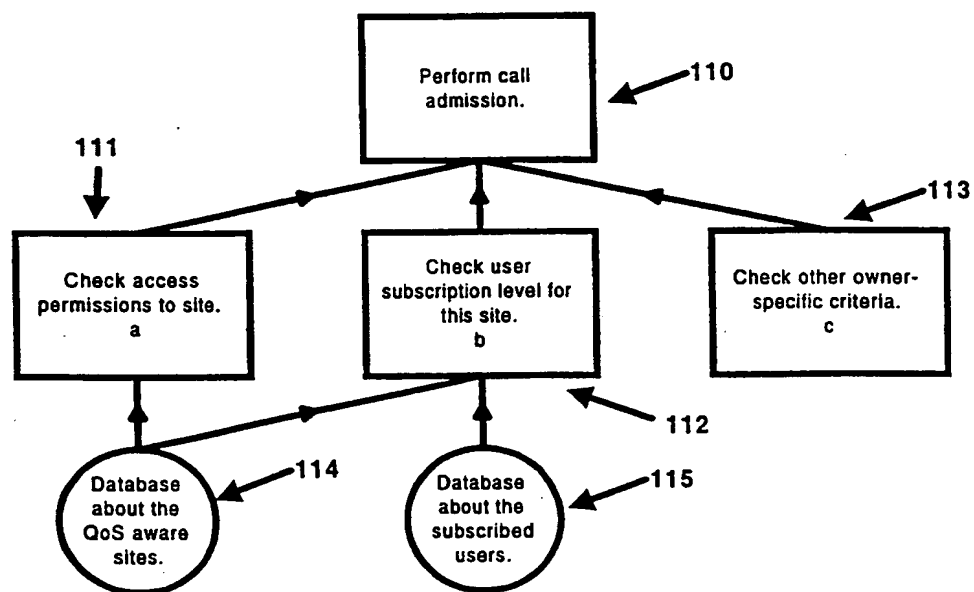 Perform call
admission.
110
111
113
Check access
permissions to site.
a
Check user
subscription level for
this site.
b
Check other owner-
specific criteria.
c
112
Database
about the
QoS aware
sites.
114
Database
about the
subscribed
users.
115